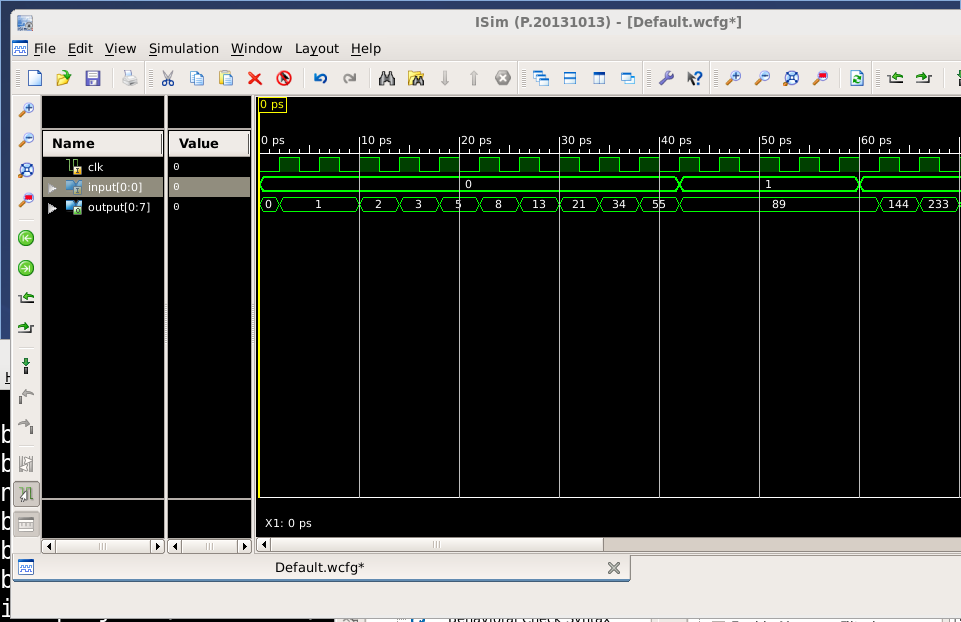 ISim (P.20131013) - [Default.wcfg*]
File Edit View Simulation Window Layout Help
0 ps
Name Value
0 ps 10 ps 20 ps 30 ps 40 ps 50 ps 60 ps
clk 0
input[0:0] 0 0 1
output[0:7] 0 0 1 2 3 5 8 13 21 34 55 89 144 233
X1: 0 ps
Default.wcfg*